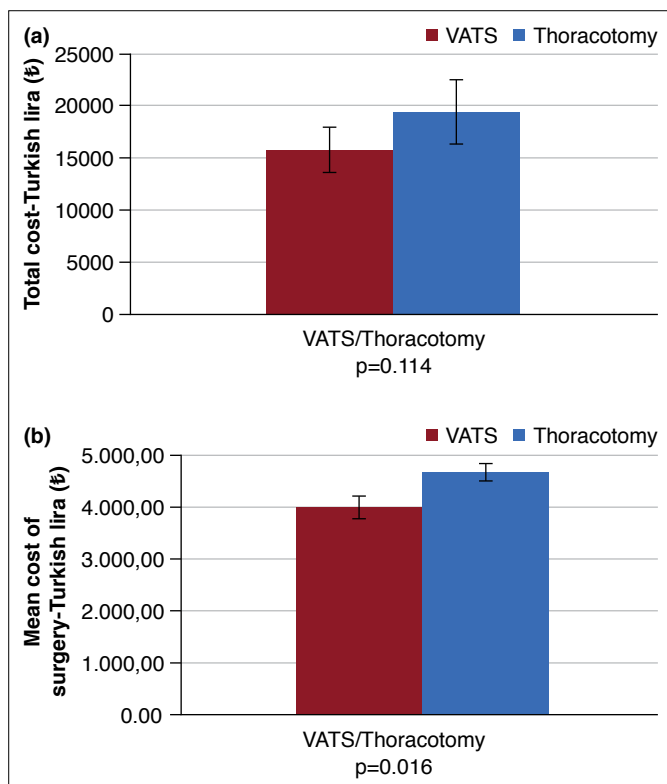 (a)
VATS Thoracotomy
Total cost-Turkish lira (₺)
25000
20000
15000
10000
5000
0
VATS/Thoracotomy
p=0.114
(b)
VATS Thoracotomy
Mean cost of
surgery-Turkish lira (₺)
5.000,00
4.000,00
3.000,00
2.000,00
1.000,00
0.00
VATS/Thoracotomy
p=0.016